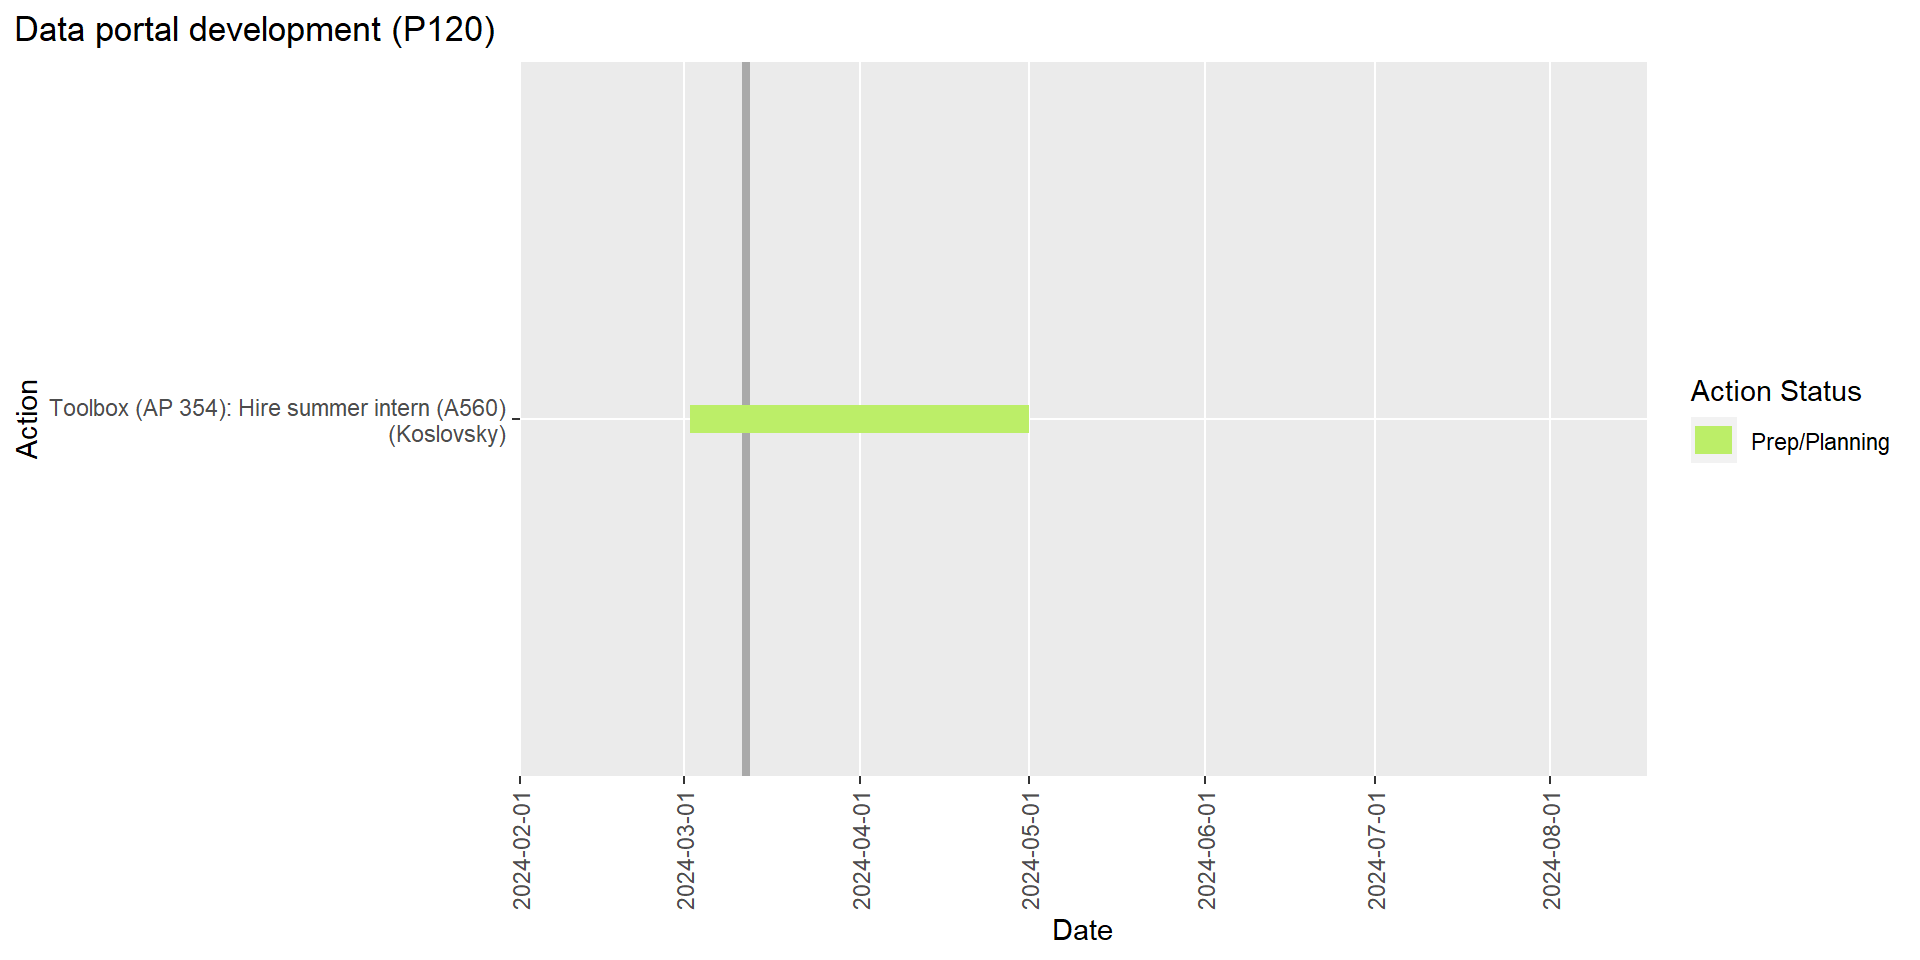 Data portal development (P120)
Action
Toolbox (AP 354): Hire summer intern (A560)
(Koslovsky)
2024-02-01
2024-03-01
2024-04-01
2024-05-01
2024-06-01
2024-07-01
2024-08-01
Date
Action Status
Prep/Planning